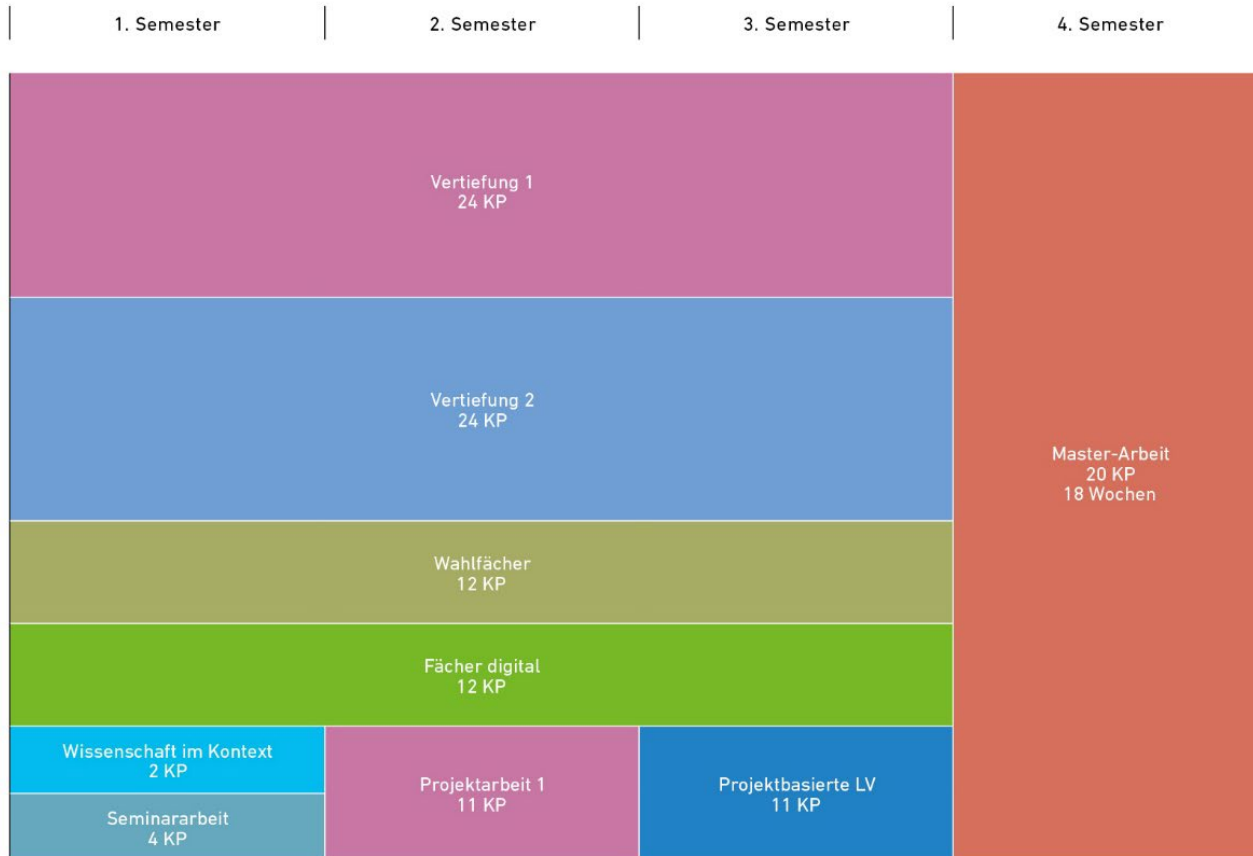 1. Semester
2. Semester
3. Semester
4. Semester
Vertiefung 1
24 KP
Vertiefung 2
24 KP
Master-Arbeit
20 KP
18 Wochen
Wahlfächer
12 KP
Fächer digital
12 KP
Wissenschaft im Kontext
2 KP
Seminararbeit
4 KP
Projektarbeit 1
11 KP
Projektbasierte LV
11 KP